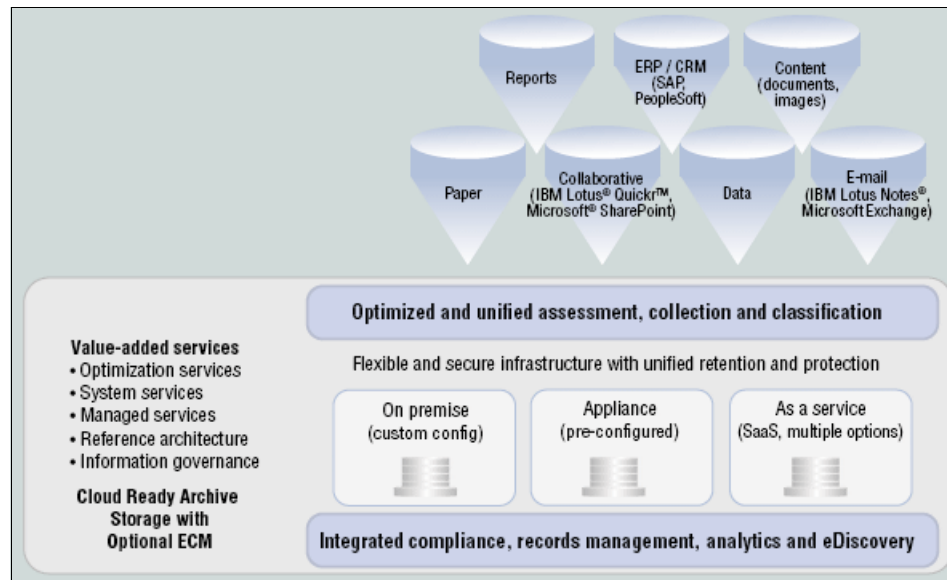 Reports
ERP / CRM
(SAP,
PeopleSoft)
Content
(documents,
images)
Paper
Collaborative
(IBM Lotus® Quickr™,
Microsoft® SharePoint)
Data
E-mail
(IBM Lotus Notes®,
Microsoft Exchange)
Optimized and unified assessment, collection and classification
Value-added services
• Optimization services
• System services
• Managed services
• Reference architecture
• Information governance
Cloud Ready Archive
Storage with
Optional ECM
Flexible and secure infrastructure with unified retention and protection
On premise
(custom config)
Appliance
(pre-configured)
As a service
(SaaS, multiple options)
Integrated compliance, records management, analytics and eDiscovery